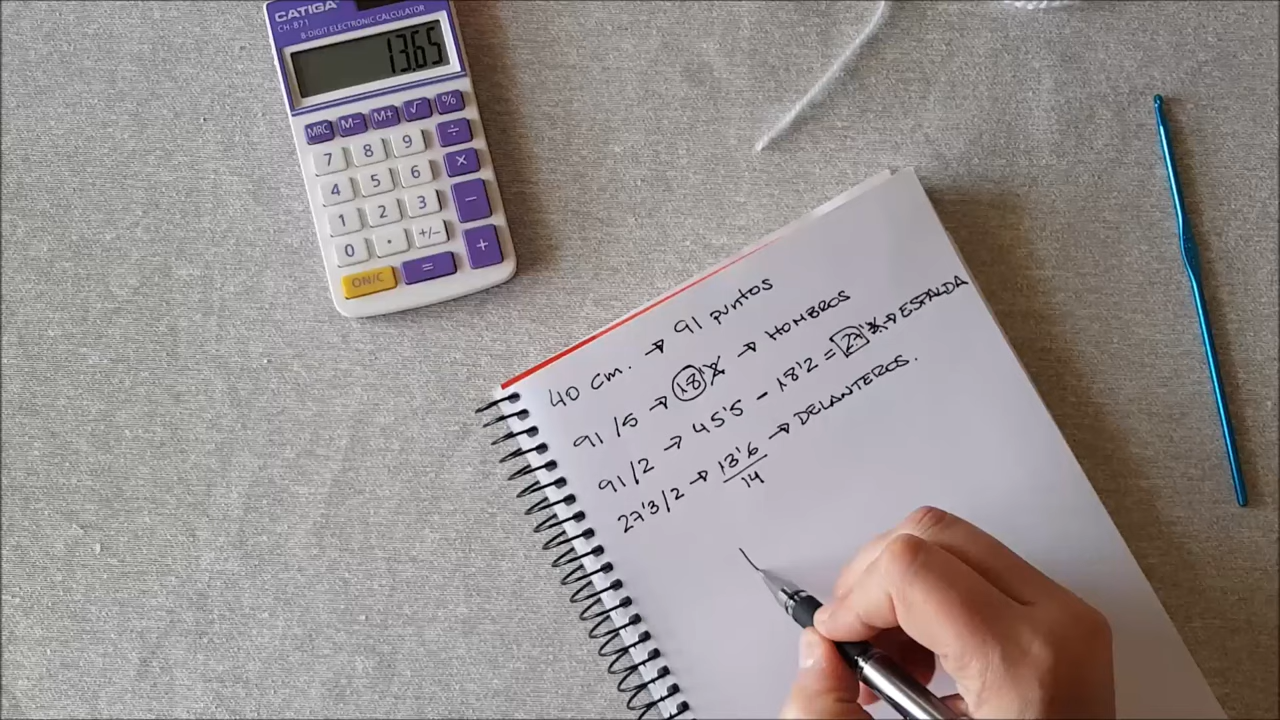 CATIGA
CH-871
8-DIGIT ELECTRONIC CALCULATOR
13.65
MRC M- M+ √ %
7 8 9 ÷
4 5 6 ×
1 2 3 −
0 · +/- +
ON/C =
40 cm. → 91 puntos
91/5 → 18' → HOMBROS
91/2 → 45'5 - 18'2 = 27' → ESPALDA
27'3/2 → 13'6 → DELANTEROS.
14